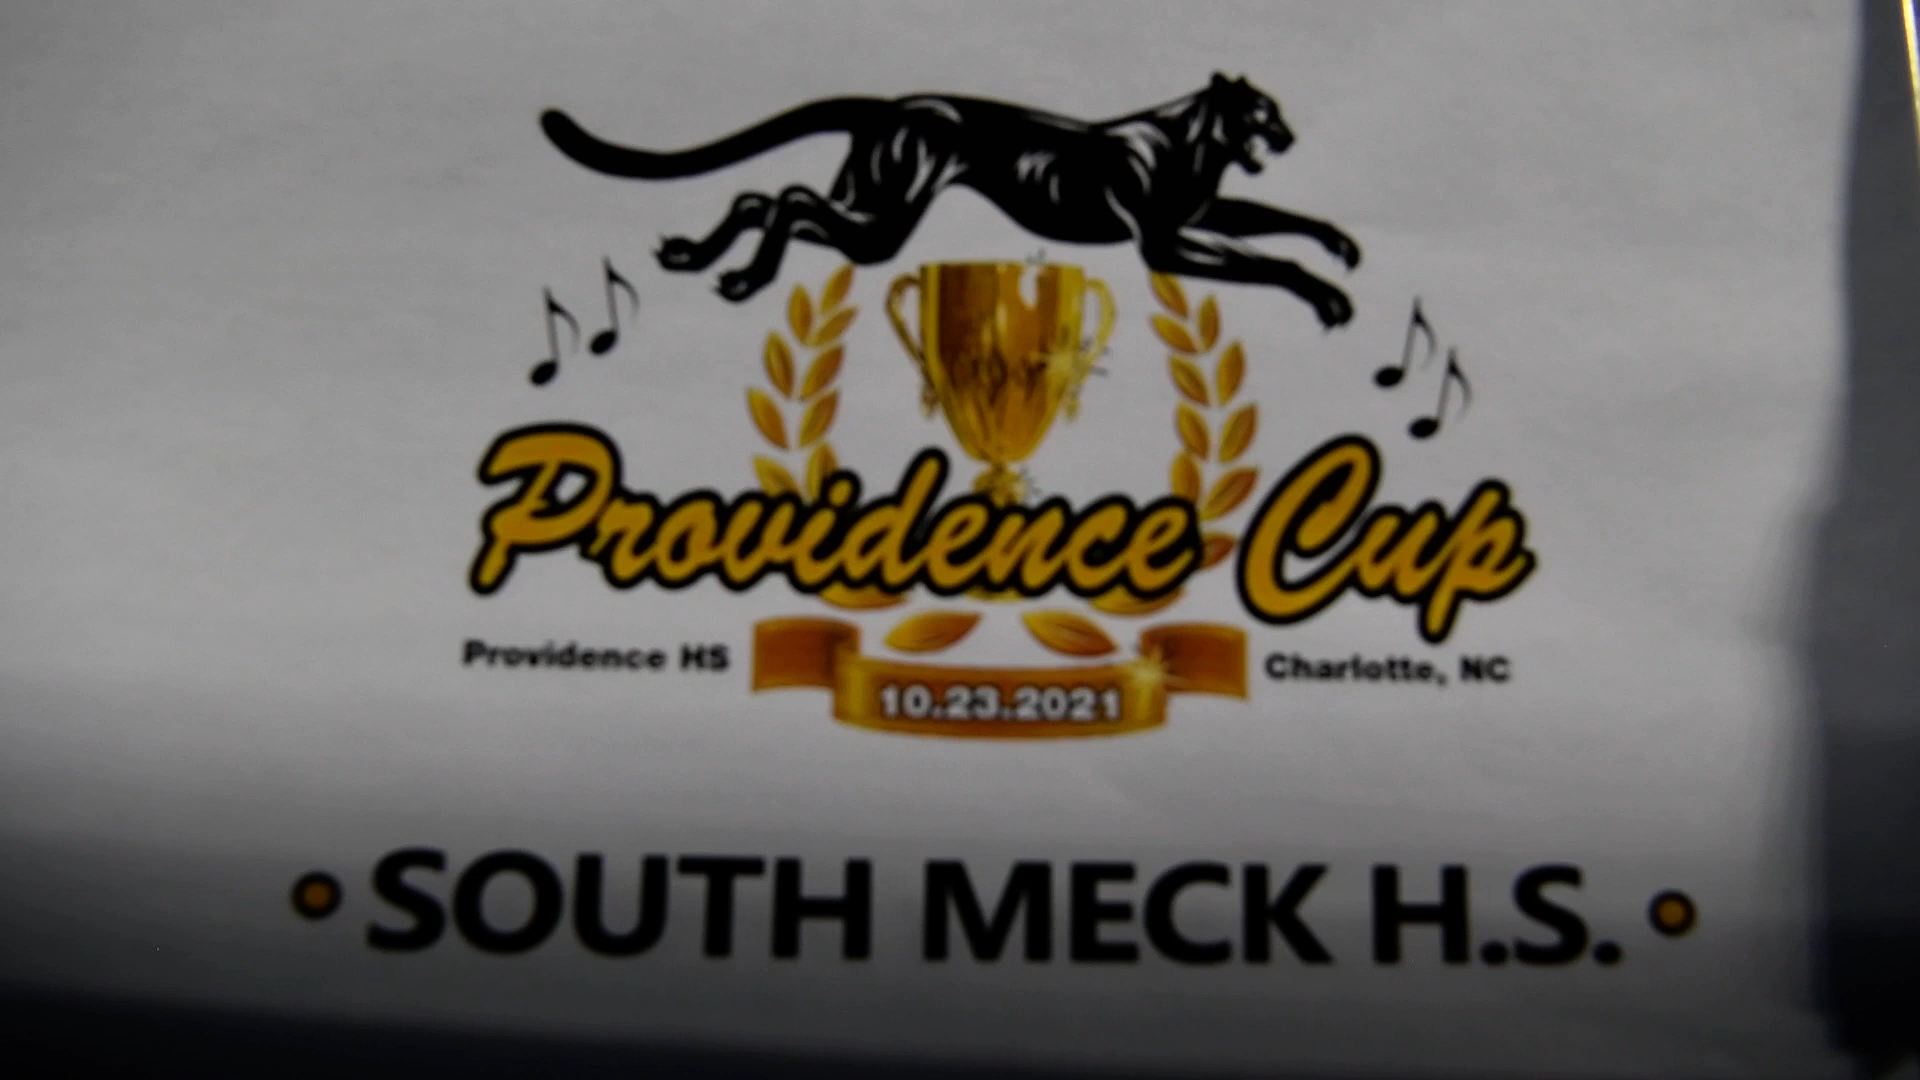 Providence Cup
Providence HS
Charlotte, NC
10.23.2021
• SOUTH MECK H.S. •